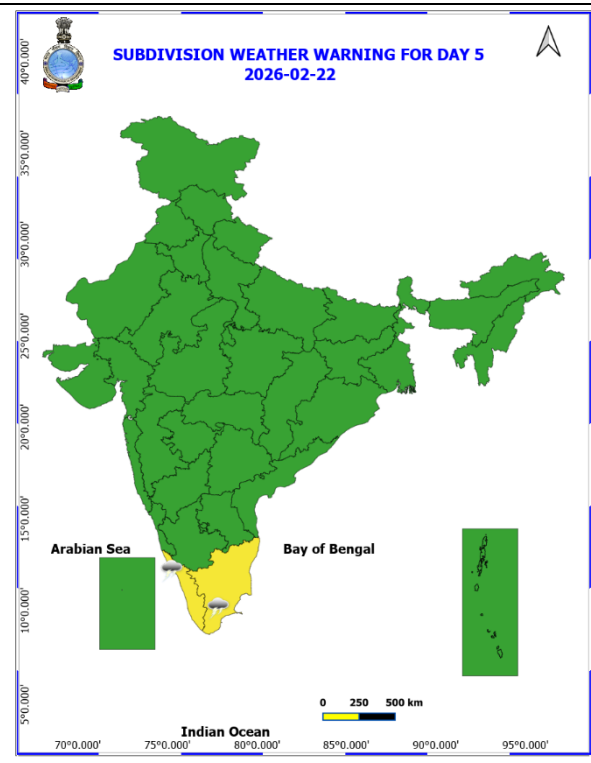 SUBDIVISION WEATHER WARNING FOR DAY 5
2026-02-22
40°0.000'
35°0.000'
30°0.000'
25°0.000'
20°0.000'
15°0.000'
10°0.000'
5°0.000'
Arabian Sea
Bay of Bengal
0 250 500 km
Indian Ocean
70°0.000' 75°0.000' 80°0.000' 85°0.000' 90°0.000' 95°0.000'